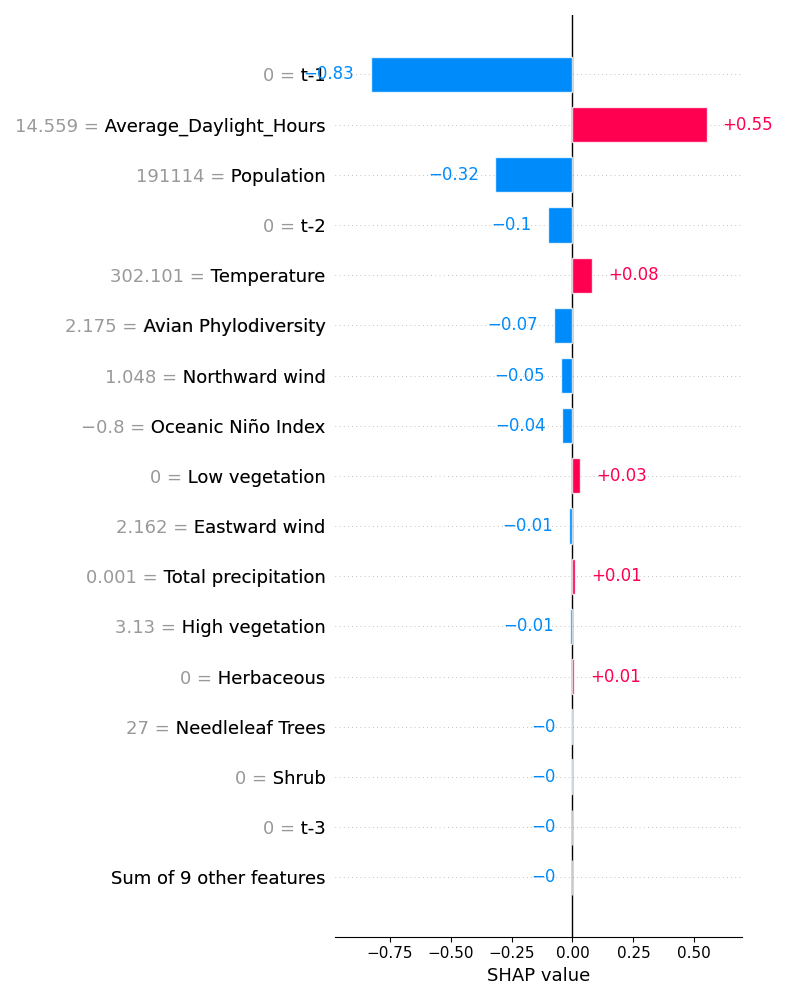 0 = t-1 −0.83
14.559 = Average_Daylight_Hours +0.55
191114 = Population −0.32
0 = t-2 −0.1
302.101 = Temperature +0.08
2.175 = Avian Phylodiversity −0.07
1.048 = Northward wind −0.05
−0.8 = Oceanic Niño Index −0.04
0 = Low vegetation +0.03
2.162 = Eastward wind −0.01
0.001 = Total precipitation +0.01
3.13 = High vegetation −0.01
0 = Herbaceous +0.01
27 = Needleleaf Trees −0
0 = Shrub −0
0 = t-3 −0
Sum of 9 other features −0
−0.75 −0.50 −0.25 0.00 0.25 0.50
SHAP value